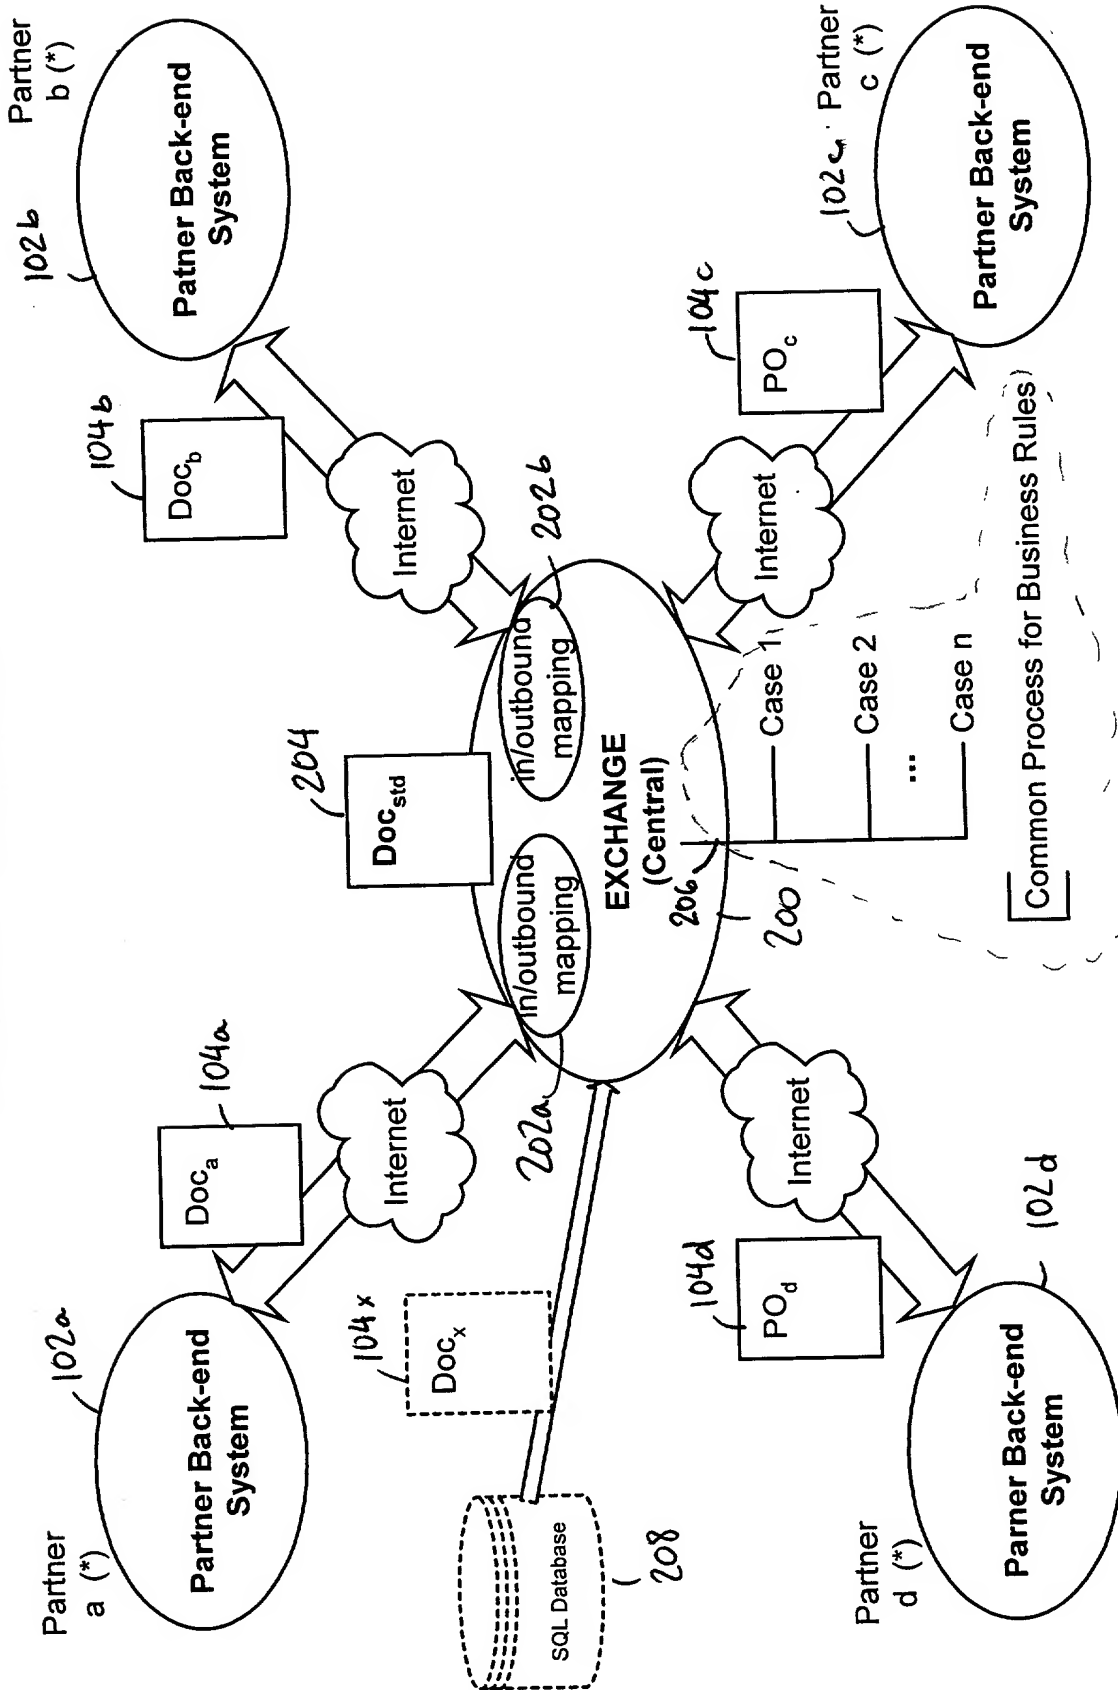 Partner
a (*)
102a
Partner Back-end
System
Doc_a
104a
Internet
Doc_std
204
Doc_b
104b
Internet
102b
Patner Back-end
System
Partner
b (*)
SQL Database
208
Doc_x
104x
202a
in/outbound
mapping
in/outbound
mapping
202b
EXCHANGE
(Central)
206
200
Case 1
Case 2
...
Case n
Common Process for Business Rules
Partner
d (*)
Parner Back-end
System
102d
PO_d
104d
Internet
Internet
PO_c
104c
102c
Partner
c (*)
Partner Back-end
System